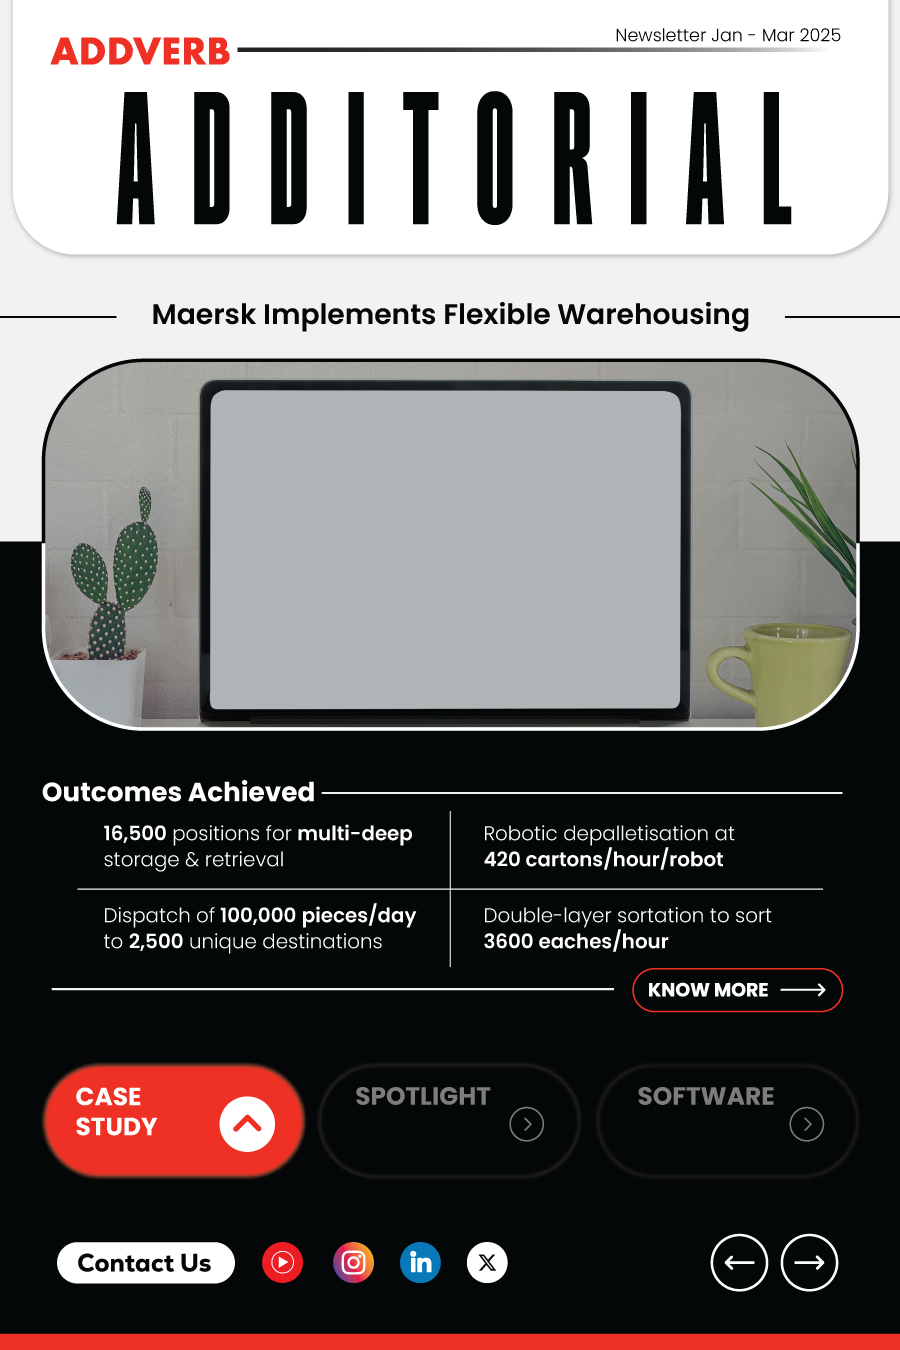 Newsletter Jan - Mar 2025
ADDVERB
ADDITORIAL
Maersk Implements Flexible Warehousing
Outcomes Achieved
16,500 positions for multi-deep
storage & retrieval
Robotic depalletisation at
420 cartons/hour/robot
Dispatch of 100,000 pieces/day
to 2,500 unique destinations
Double-layer sortation to sort
3600 eaches/hour
KNOW MORE
CASE
STUDY
SPOTLIGHT
SOFTWARE
Contact Us
in
X